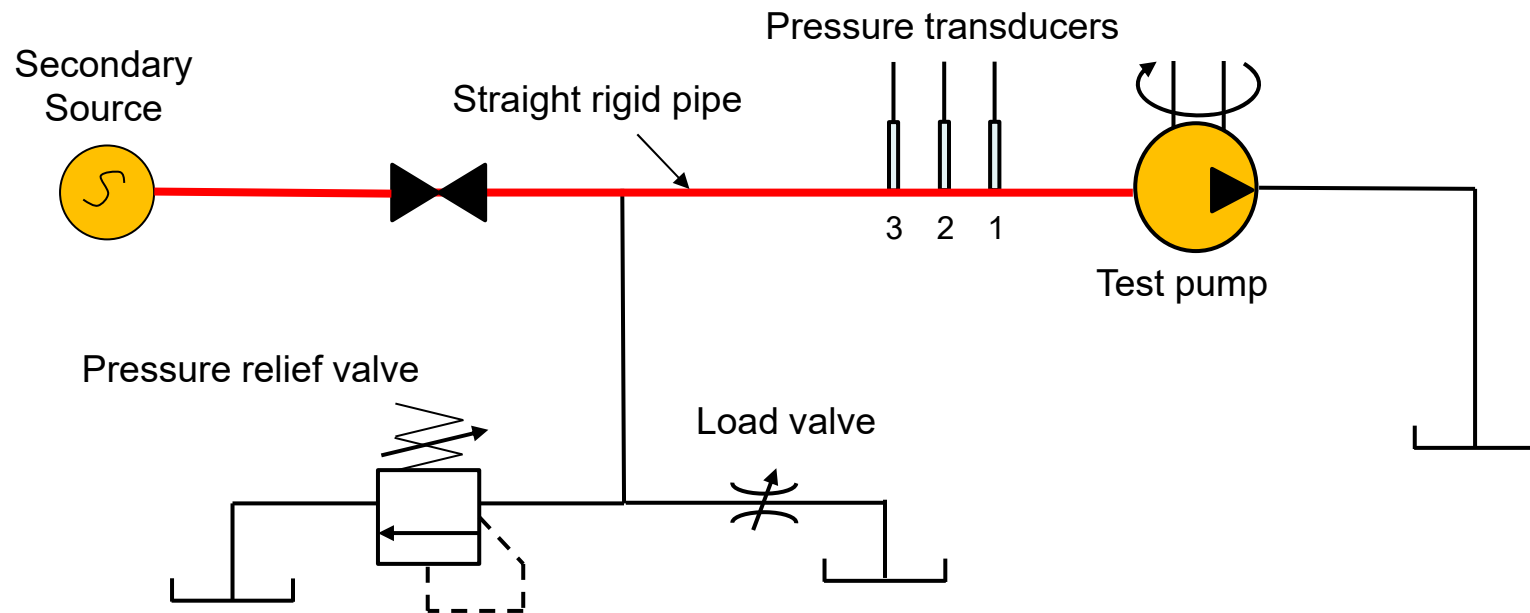 Pressure transducers
Secondary
Source
Straight rigid pipe
3 2 1
Test pump
Pressure relief valve
Load valve